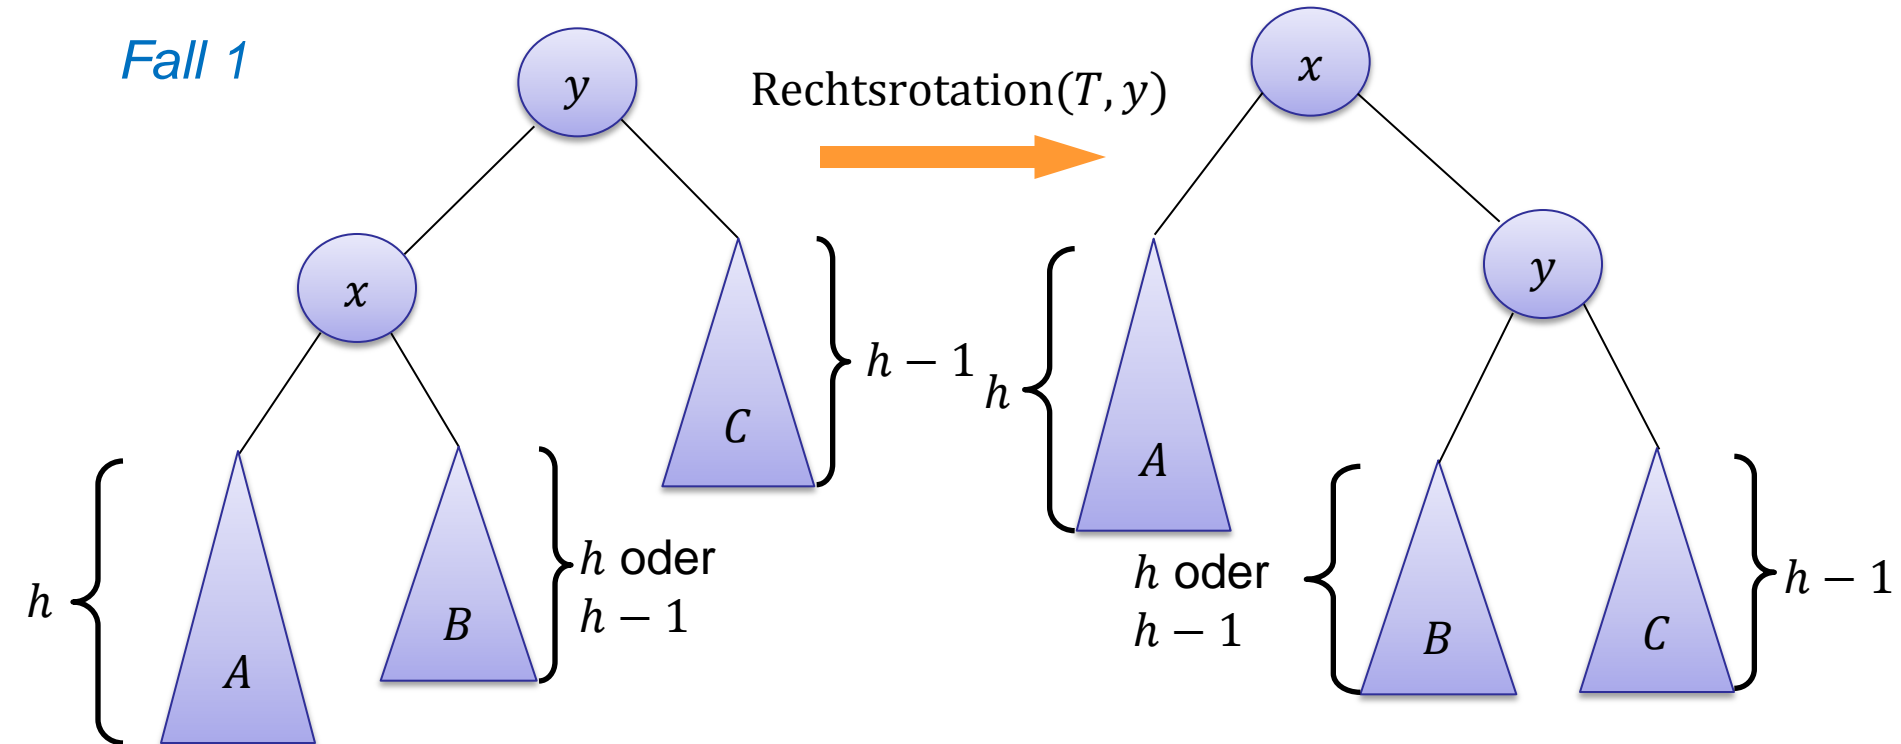 Fall 1
y
Rechtsrotation(T, y)
x
x
C
h − 1
A
B
h
h oder
h − 1
x
y
A
h
B
C
h oder
h − 1
h − 1